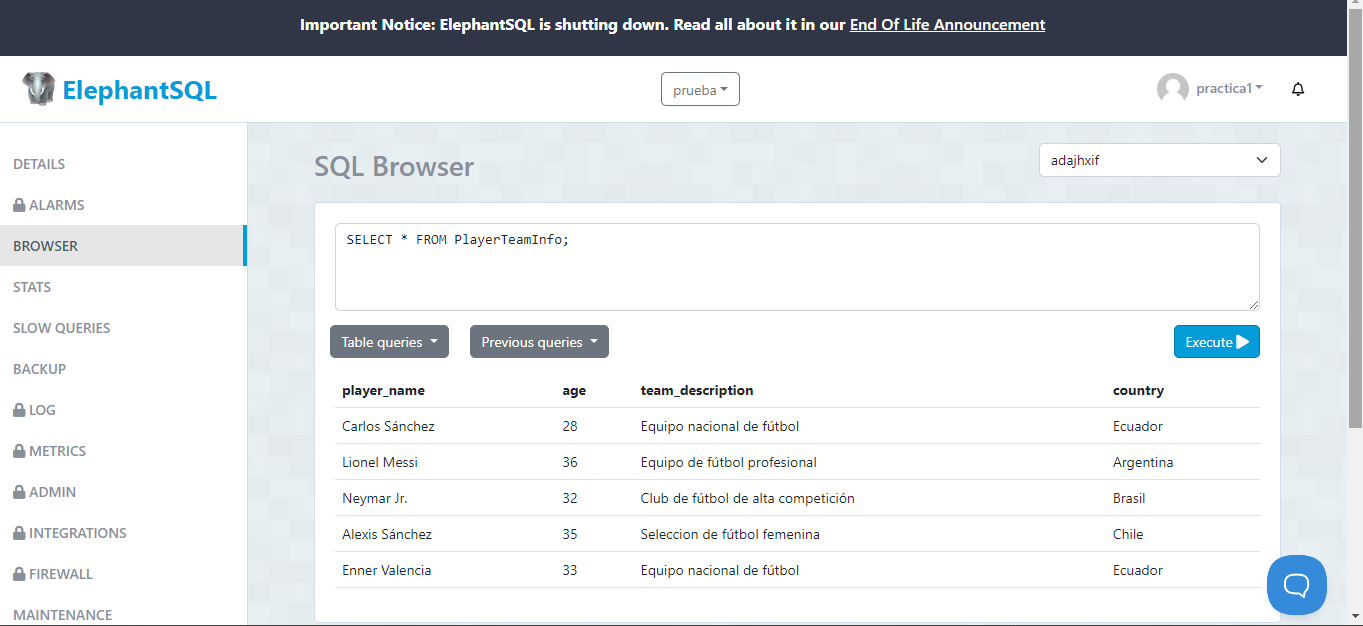 Important Notice: ElephantSQL is shutting down. Read all about it in our End Of Life Announcement
ElephantSQL
prueba
practica1
DETAILS
ALARMS
BROWSER
STATS
SLOW QUERIES
BACKUP
LOG
METRICS
ADMIN
INTEGRATIONS
FIREWALL
MAINTENANCE
SQL Browser
adajhxif
SELECT * FROM PlayerTeamInfo;
Table queries
Previous queries
Execute
player_name age team_description country
Carlos Sánchez 28 Equipo nacional de fútbol Ecuador
Lionel Messi 36 Equipo de fútbol profesional Argentina
Neymar Jr. 32 Club de fútbol de alta competición Brasil
Alexis Sánchez 35 Seleccion de fútbol femenina Chile
Enner Valencia 33 Equipo nacional de fútbol Ecuador